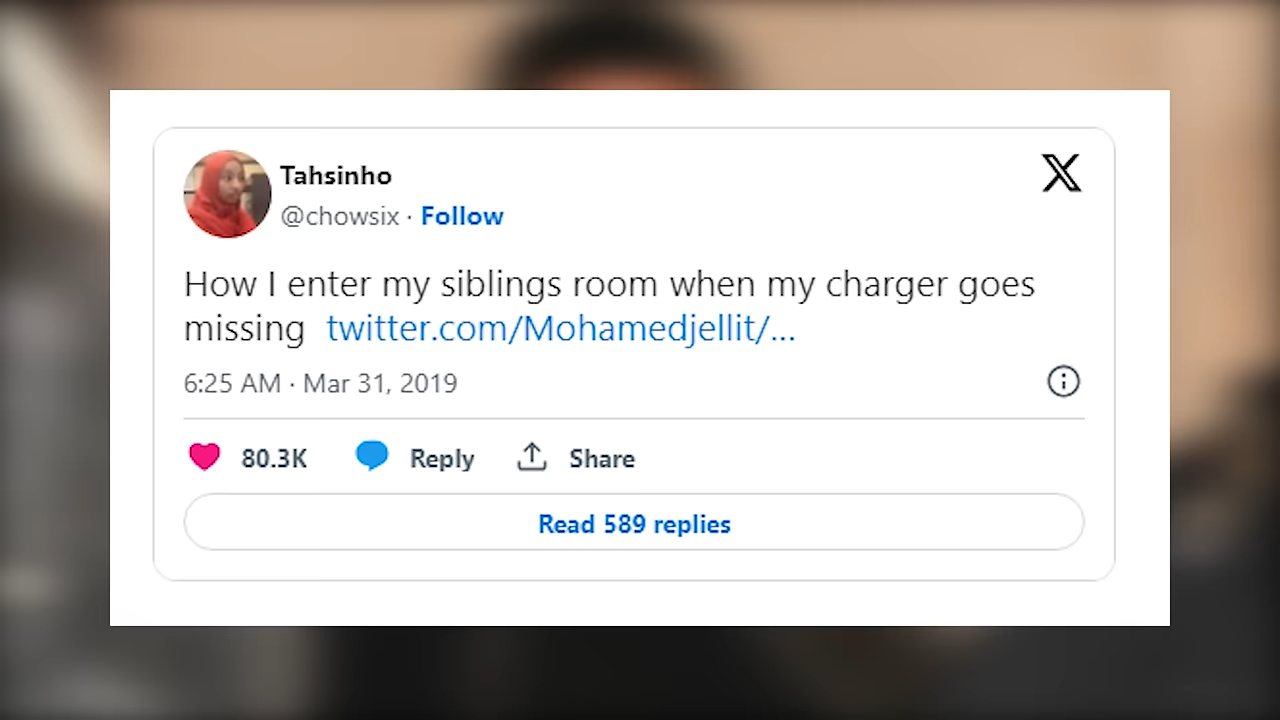 Tahsinho
@chowsix · Follow
How I enter my siblings room when my charger goes
missing twitter.com/Mohamedjellit/...
6:25 AM · Mar 31, 2019
80.3K Reply Share
Read 589 replies